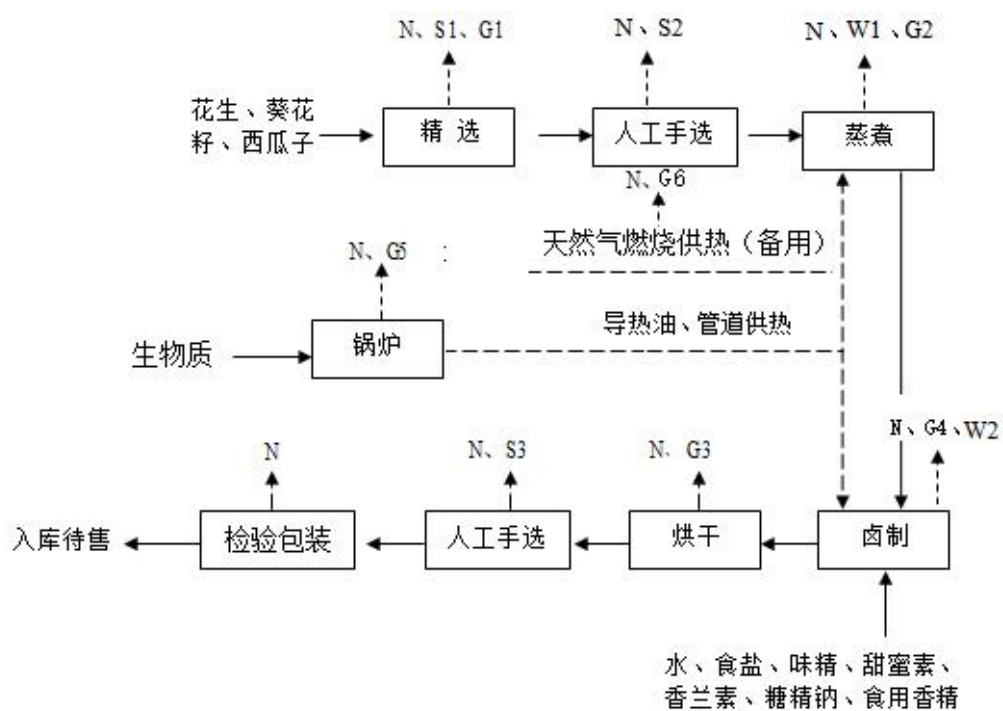 N、S1、G1
N、S2
N、W1、G2
花生、葵花
籽、西瓜子
精 选
人工手选
蒸煮
N、G6
天然气燃烧供热（备用）
N、G5
:
导热油、管道供热
生物质
锅炉
N、G4、W2
N
N、S3
N、G3
入库待售
检验包装
人工手选
烘干
卤制
水、食盐、味精、甜蜜素、
香兰素、糖精钠、食用香精